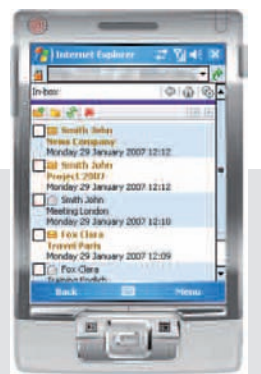 Internet Explorer
In-box
Smith John
News Company
Monday 29 January 2007 12:12
Smith John
Project 2007
Monday 29 January 2007 12:12
Smith John
Meeting London
Monday 29 January 2007 12:10
Fox Clara
Travel Paris
Monday 29 January 2007 12:09
Fox Clara
Training English
Back Menu